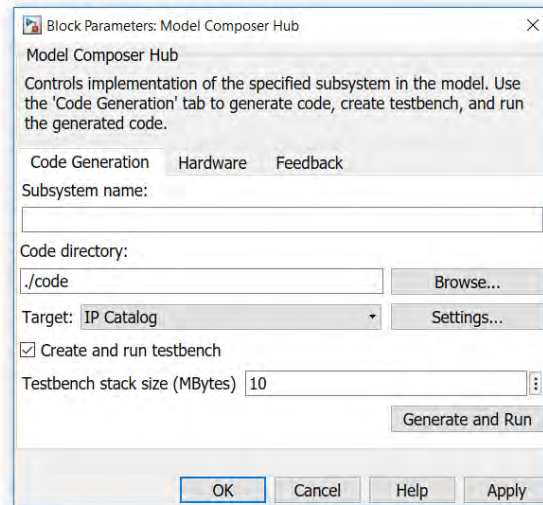 Block Parameters: Model Composer Hub
Model Composer Hub
Controls implementation of the specified subsystem in the model. Use
the 'Code Generation' tab to generate code, create testbench, and run
the generated code.
Code Generation Hardware Feedback
Subsystem name:
Code directory:
./code Browse...
Target: IP Catalog Settings...
Create and run testbench
Testbench stack size (MBytes) 10
Generate and Run
OK Cancel Help Apply